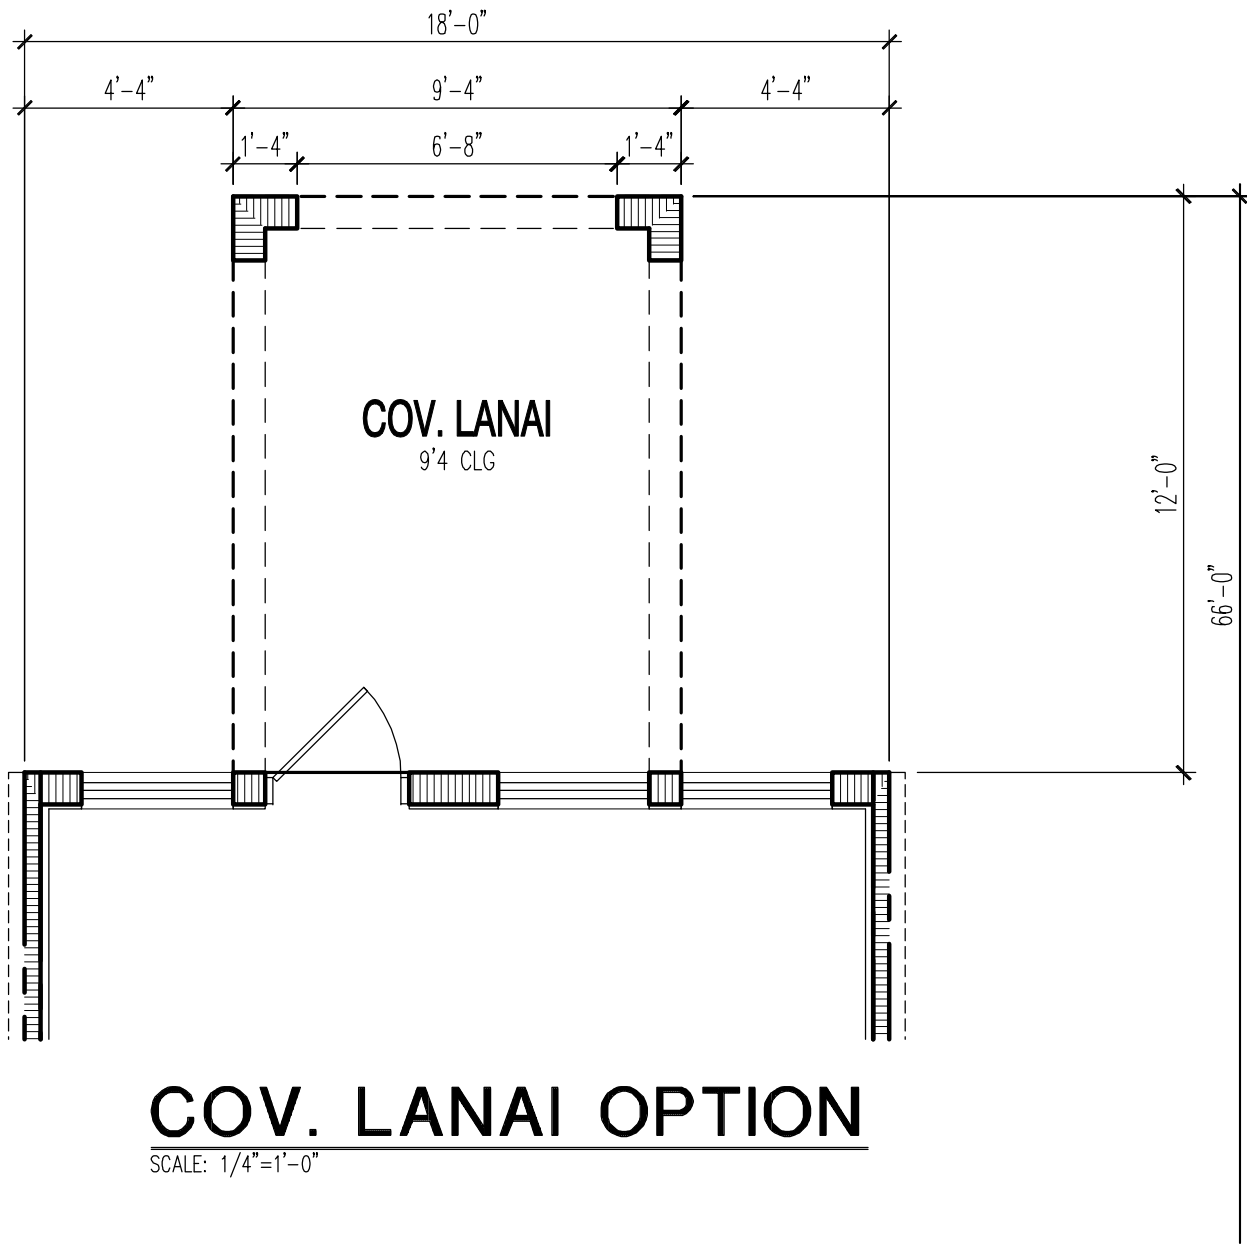 18'-0"
4'-4" 9'-4" 4'-4"
1'-4" 6'-8" 1'-4"
COV. LANAI
9'4 CLG
12'-0"
66'-0"
COV. LANAI OPTION
SCALE: 1/4"=1'-0"